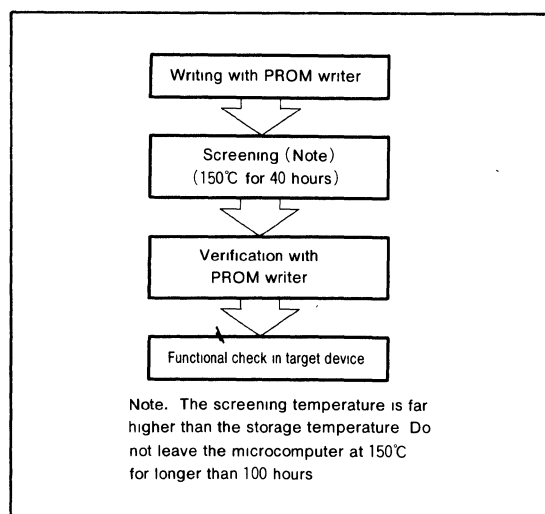 Writing with PROM writer
Screening (Note)
(150℃ for 40 hours)
Verification with
PROM writer
Functional check in target device
Note. The screening temperature is far
higher than the storage temperature Do
not leave the microcomputer at 150℃
for longer than 100 hours